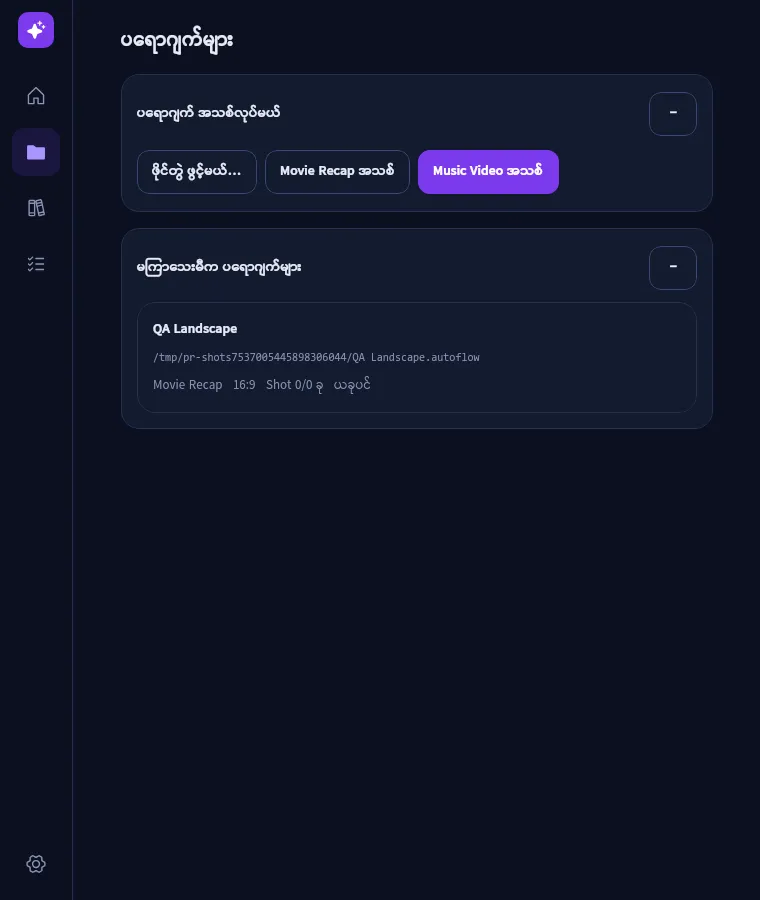 ပရောဂျက်များ
ပရောဂျက် အသစ်လုပ်မယ်
–
ဖိုင်တွဲ ဖွင့်မယ်…
Movie Recap အသစ်
Music Video အသစ်
မကြာသေးမီက ပရောဂျက်များ
–
QA Landscape
/tmp/pr-shots7537005445898306044/QA Landscape.autoflow
Movie Recap 16:9 Shot 0/0 ခု ယခုပင်